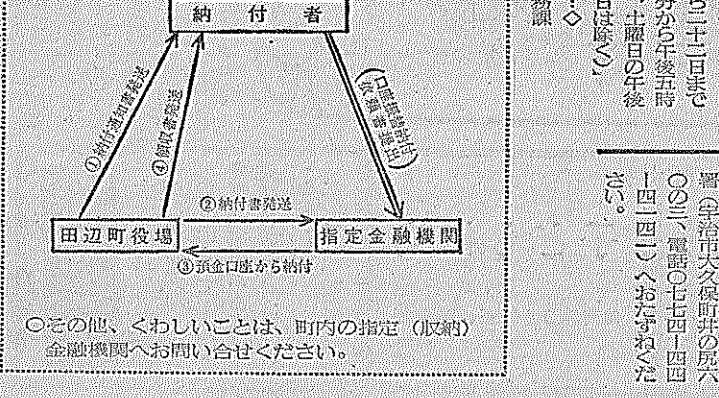 納付者
①納付通知書発送
④領収書発送
(口座振替納付
依頼書提出)
②納付書発送
田辺町役場
指定金融機関
③預金口座から納付
○その他、くわしいことは、町内の指定(収納)
金融機関へお問い合せください。
ら二十二日まで
分から午後五時
、土曜日の午後
日は除く)』
…◇
務課
署(宇治市大久保町井の尻六
〇の三、電話〇七七四ー四四
ー四一四一)へおたずねくだ
さい。